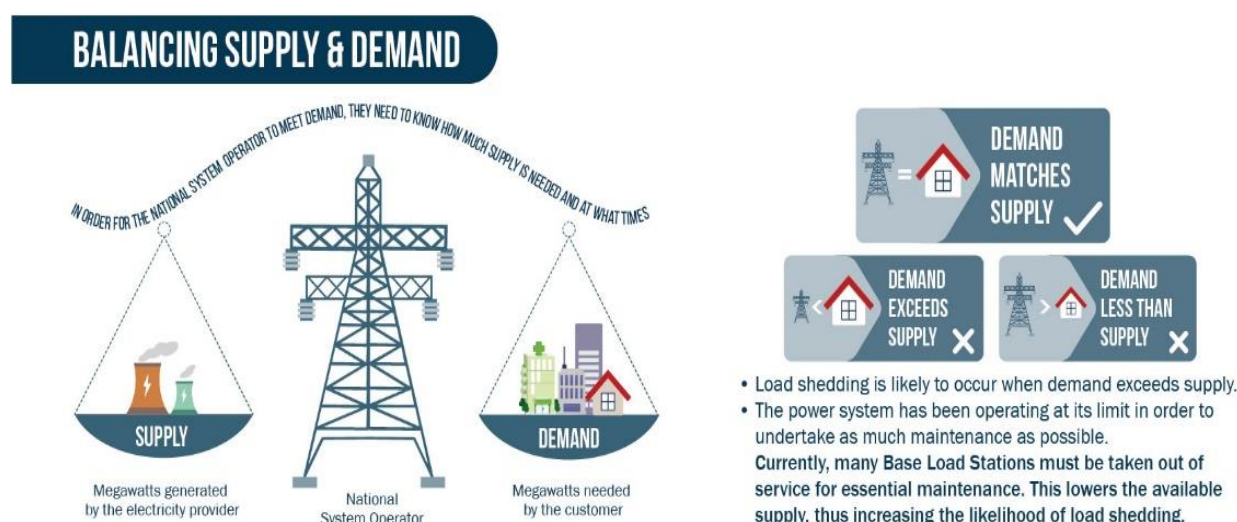 BALANCING SUPPLY & DEMAND
IN ORDER FOR THE NATIONAL SYSTEM OPERATOR TO MEET DEMAND, THEY NEED TO KNOW HOW MUCH SUPPLY IS NEEDED AND AT WHAT TIMES
SUPPLY
Megawatts generated
by the electricity provider
National
System Operator
DEMAND
Megawatts needed
by the customer
=
DEMAND
MATCHES
SUPPLY
<
DEMAND
EXCEEDS
SUPPLY
>
DEMAND
LESS THAN
SUPPLY
• Load shedding is likely to occur when demand exceeds supply.
• The power system has been operating at its limit in order to
undertake as much maintenance as possible.
Currently, many Base Load Stations must be taken out of
service for essential maintenance. This lowers the available
supply, thus increasing the likelihood of load shedding.